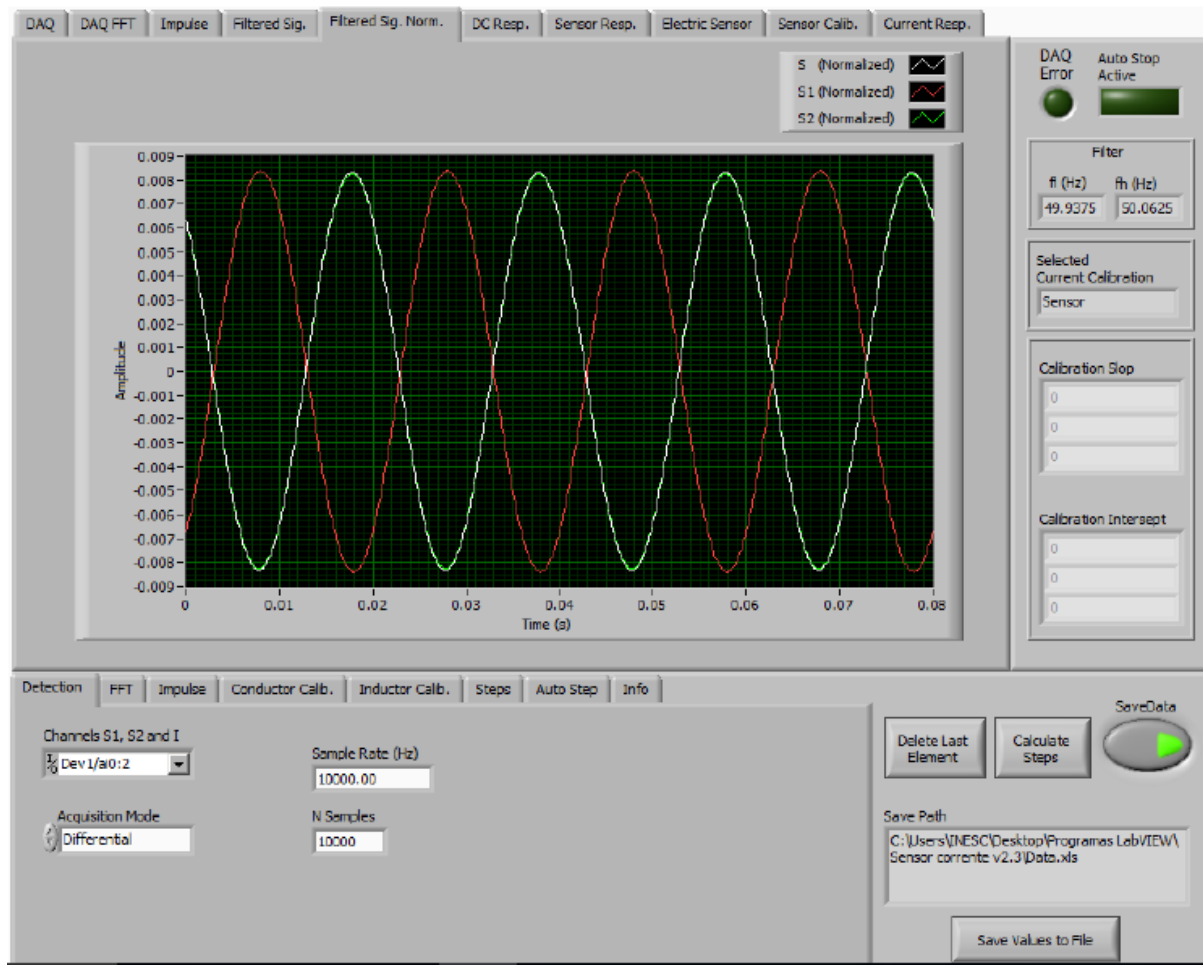 DAQ DAQ FFT Impulse Filtered Sig. Filtered Sig. Norm. DC Resp. Sensor Resp. Electric Sensor Sensor Calib. Current Resp.
S (Normalized)
S1 (Normalized)
S2 (Normalized)
0.009
0.008
0.007
0.006
0.005
0.004
0.003
0.002
0.001
0
-0.001
-0.002
-0.003
-0.004
-0.005
-0.006
-0.007
-0.008
-0.009
Amplitude
0 0.01 0.02 0.03 0.04 0.05 0.06 0.07 0.08
Time (s)
DAQ
Error
Auto Stop
Active
Filter
fl (Hz) fh (Hz)
49.9375 50.0625
Selected
Current Calibration
Sensor
Calibration Slop
0
0
0
Calibration Intersept
0
0
0
Detection FFT Impulse Conductor Calib. Inductor Calib. Steps Auto Step Info
Channels S1, S2 and I
I/O Dev1/ai0:2
Sample Rate (Hz)
10000.00
Acquisition Mode
Differential
N Samples
10000
Delete Last
Element
Calculate
Steps
SaveData
Save Path
C:\Users\INESC\Desktop\Programas LabVIEW\
Sensor corrente v2.3\Data.xls
Save Values to File